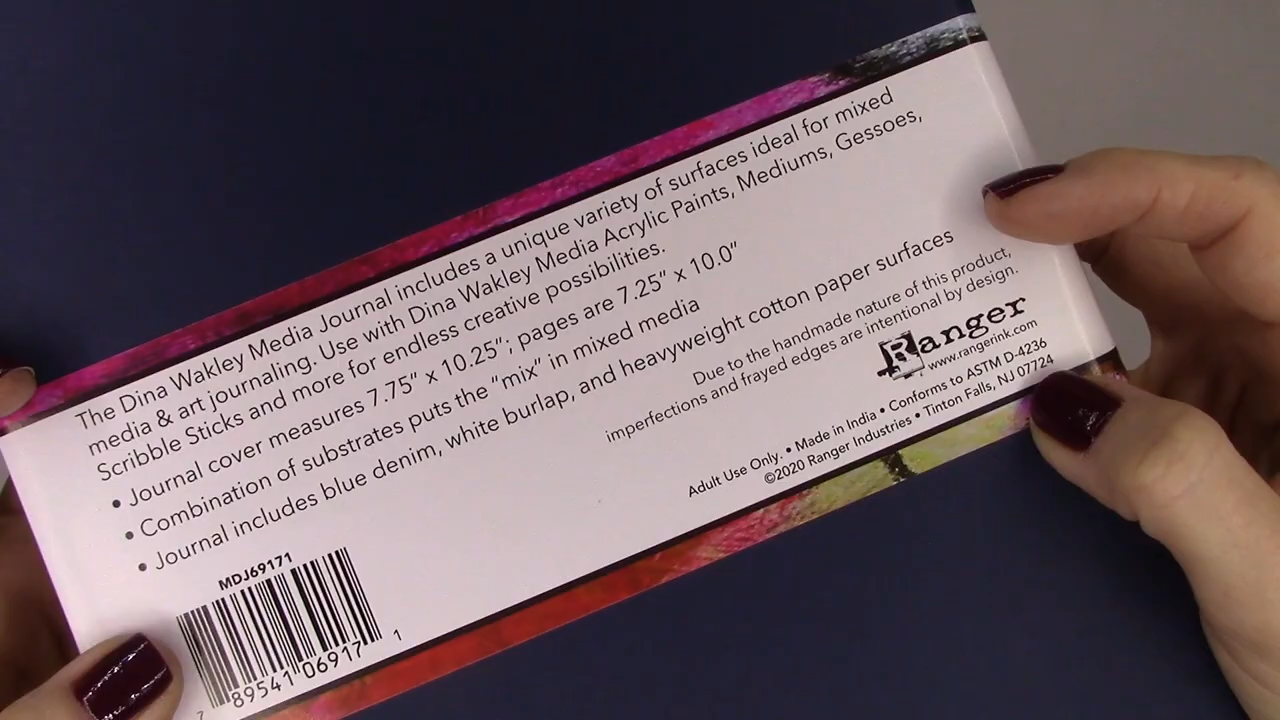 The Dina Wakley Media Journal includes a unique variety of surfaces ideal for mixed
media & art journaling. Use with Dina Wakley Media Acrylic Paints, Mediums, Gessoes,
Scribble Sticks and more for endless creative possibilities.
• Journal cover measures 7.75" x 10.25"; pages are 7.25" x 10.0"
• Combination of substrates puts the "mix" in mixed media
• Journal includes blue denim, white burlap, and heavyweight cotton paper surfaces
Due to the handmade nature of this product,
imperfections and frayed edges are intentional by design.
Ranger
www.rangerink.com
Adult Use Only. • Made in India • Conforms to ASTM D-4236
©2020 Ranger Industries • Tinton Falls, NJ 07724
MDJ69171
7 89541 06917 1